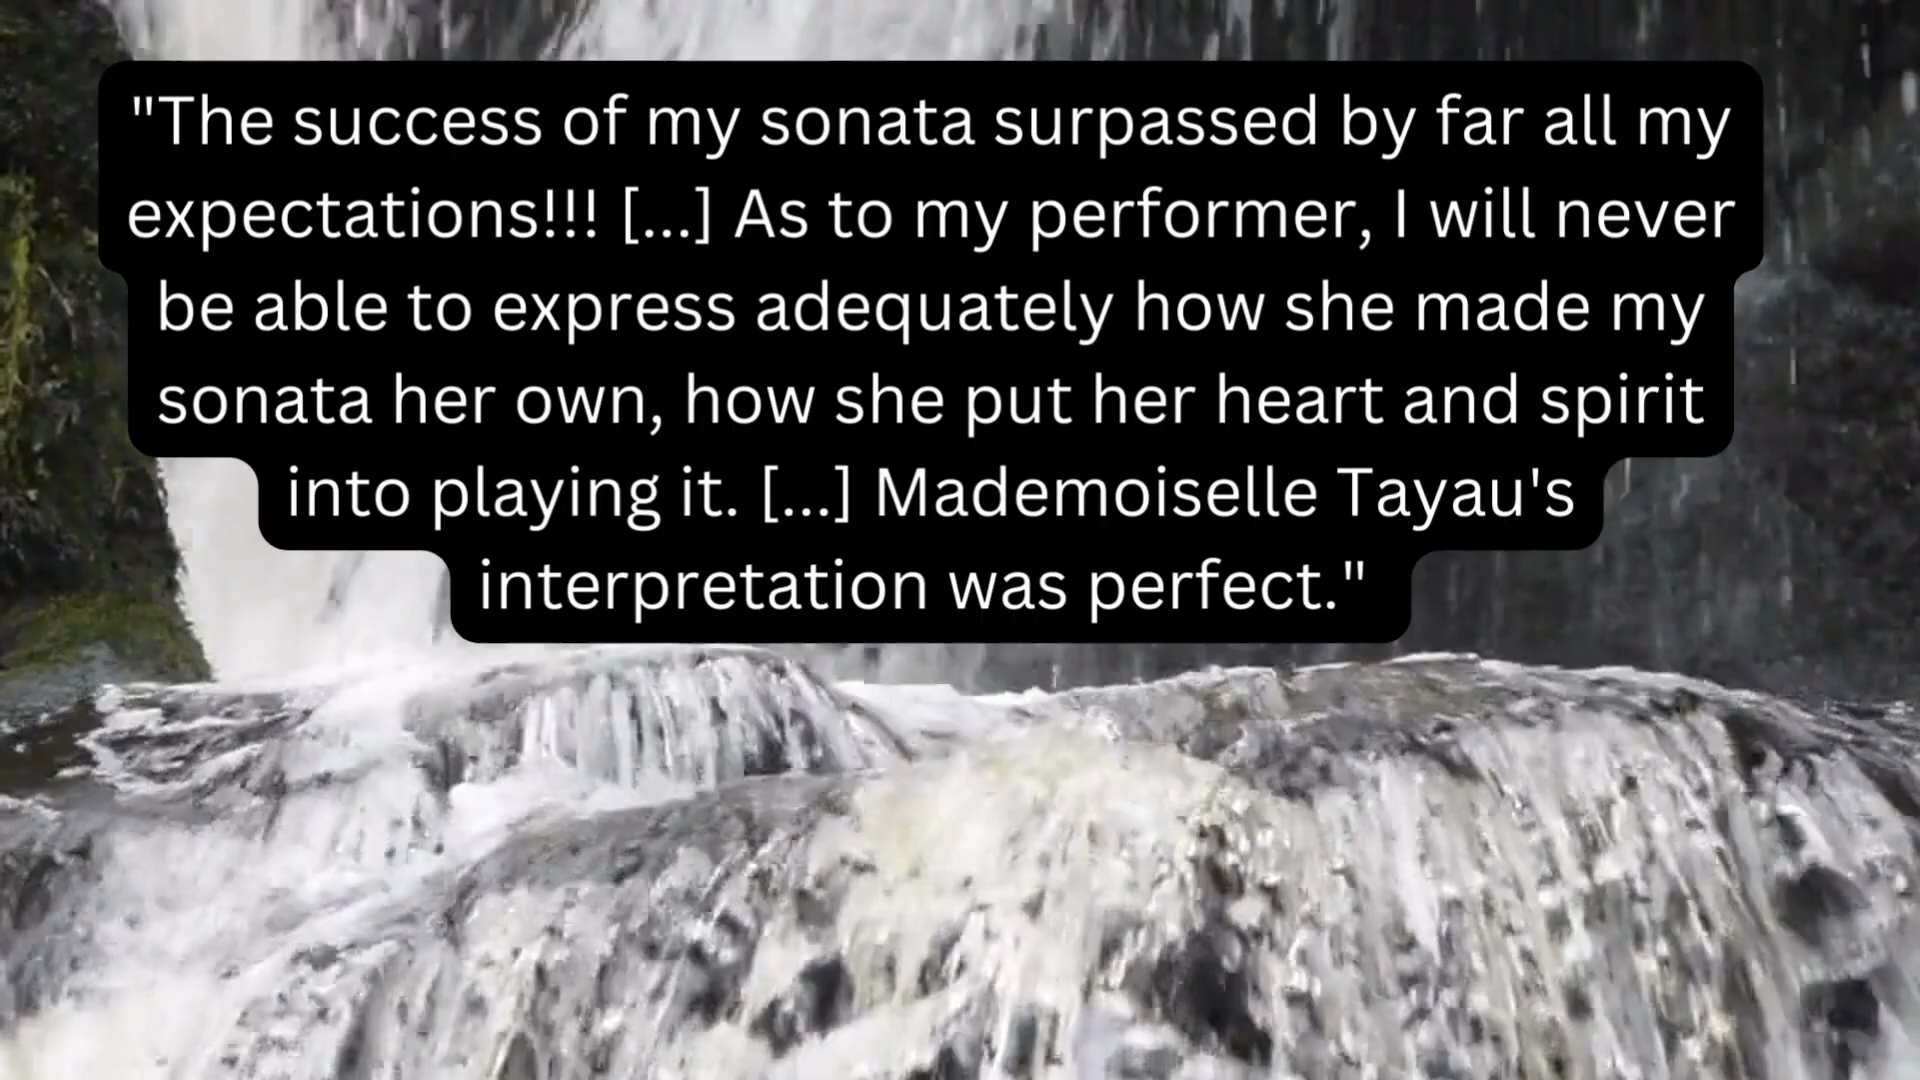 "The success of my sonata surpassed by far all my
expectations!!! [...] As to my performer, I will never
be able to express adequately how she made my
sonata her own, how she put her heart and spirit
into playing it. [...] Mademoiselle Tayau's
interpretation was perfect."